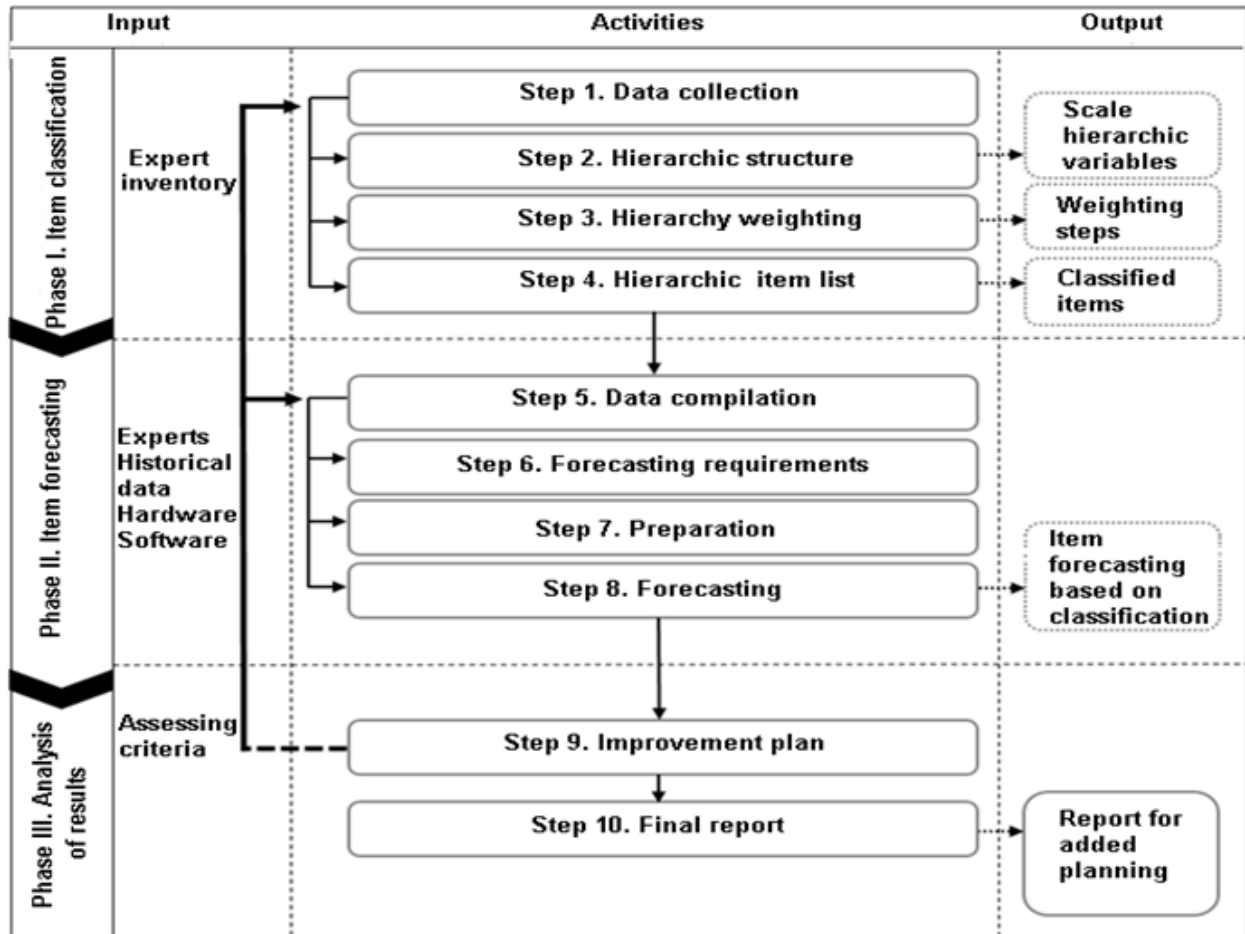 Input
Activities
Output
Phase I. Item classification
Expert
inventory
Step 1. Data collection
Step 2. Hierarchic structure
Step 3. Hierarchy weighting
Step 4. Hierarchic item list
Scale
hierarchic
variables
Weighting
steps
Classified
items
Phase II. Item forecasting
Experts
Historical
data
Hardware
Software
Step 5. Data compilation
Step 6. Forecasting requirements
Step 7. Preparation
Step 8. Forecasting
Item
forecasting
based on
classification
Phase III. Analysis
of results
Assessing
criteria
Step 9. Improvement plan
Step 10. Final report
Report for
added
planning